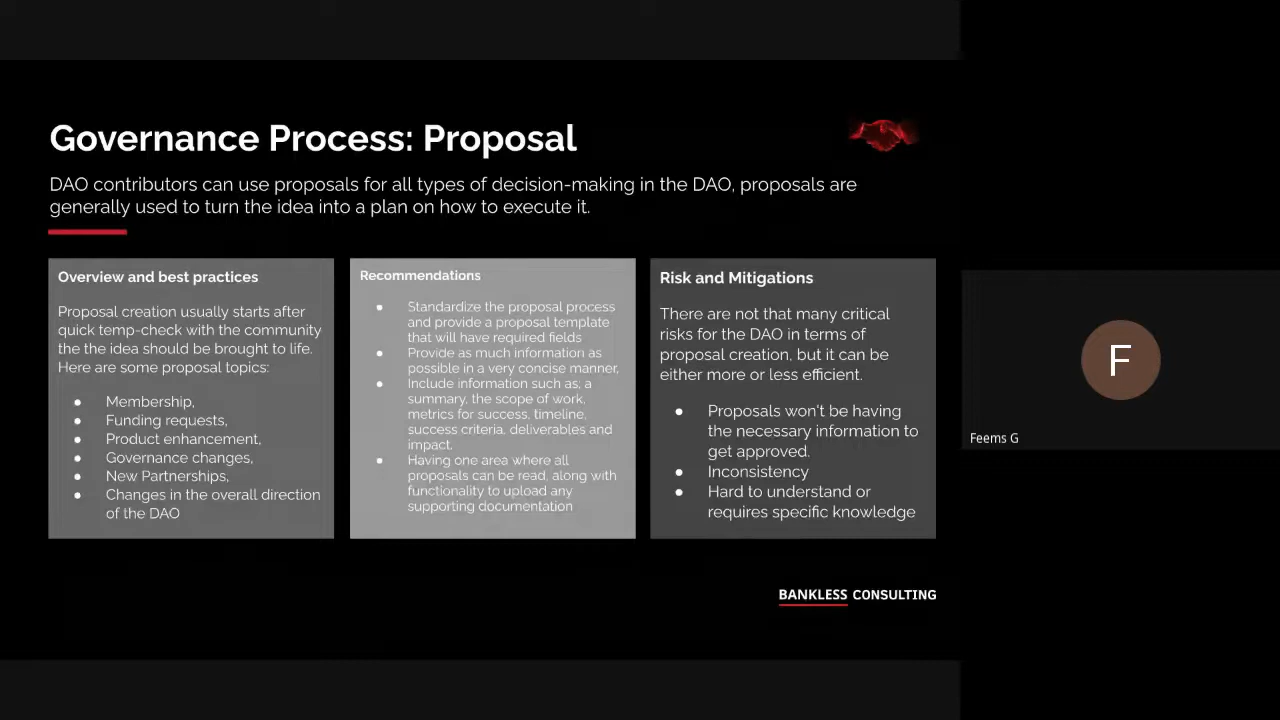 Governance Process: Proposal
DAO contributors can use proposals for all types of decision-making in the DAO, proposals are
generally used to turn the idea into a plan on how to execute it.
Overview and best practices
Proposal creation usually starts after
quick temp-check with the community
the the idea should be brought to life.
Here are some proposal topics:
● Membership,
● Funding requests,
● Product enhancement,
● Governance changes,
● New Partnerships,
● Changes in the overall direction
of the DAO
Recommendations
● Standardize the proposal process
and provide a proposal template
that will have required fields
● Provide as much information as
possible in a very concise manner,
● Include information such as; a
summary, the scope of work,
metrics for success, timeline,
success criteria, deliverables and
impact.
● Having one area where all
proposals can be read, along with
functionality to upload any
supporting documentation
Risk and Mitigations
There are not that many critical
risks for the DAO in terms of
proposal creation, but it can be
either more or less efficient.
● Proposals won't be having
the necessary information to
get approved.
● Inconsistency
● Hard to understand or
requires specific knowledge
BANKLESS CONSULTING
F
Feems G